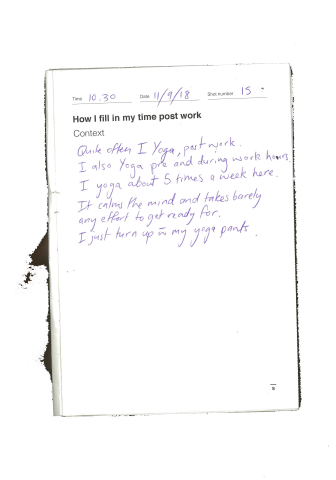 Time 10.30 Date 11/9/18 Shot number 15
How I fill in my time post work
Context
Quite often I Yoga, post work.
I also Yoga pre and during work hours
I yoga about 5 times a week here.
It calms the mind and takes barely
any effort to get ready for.
I just turn up in my yoga pants.